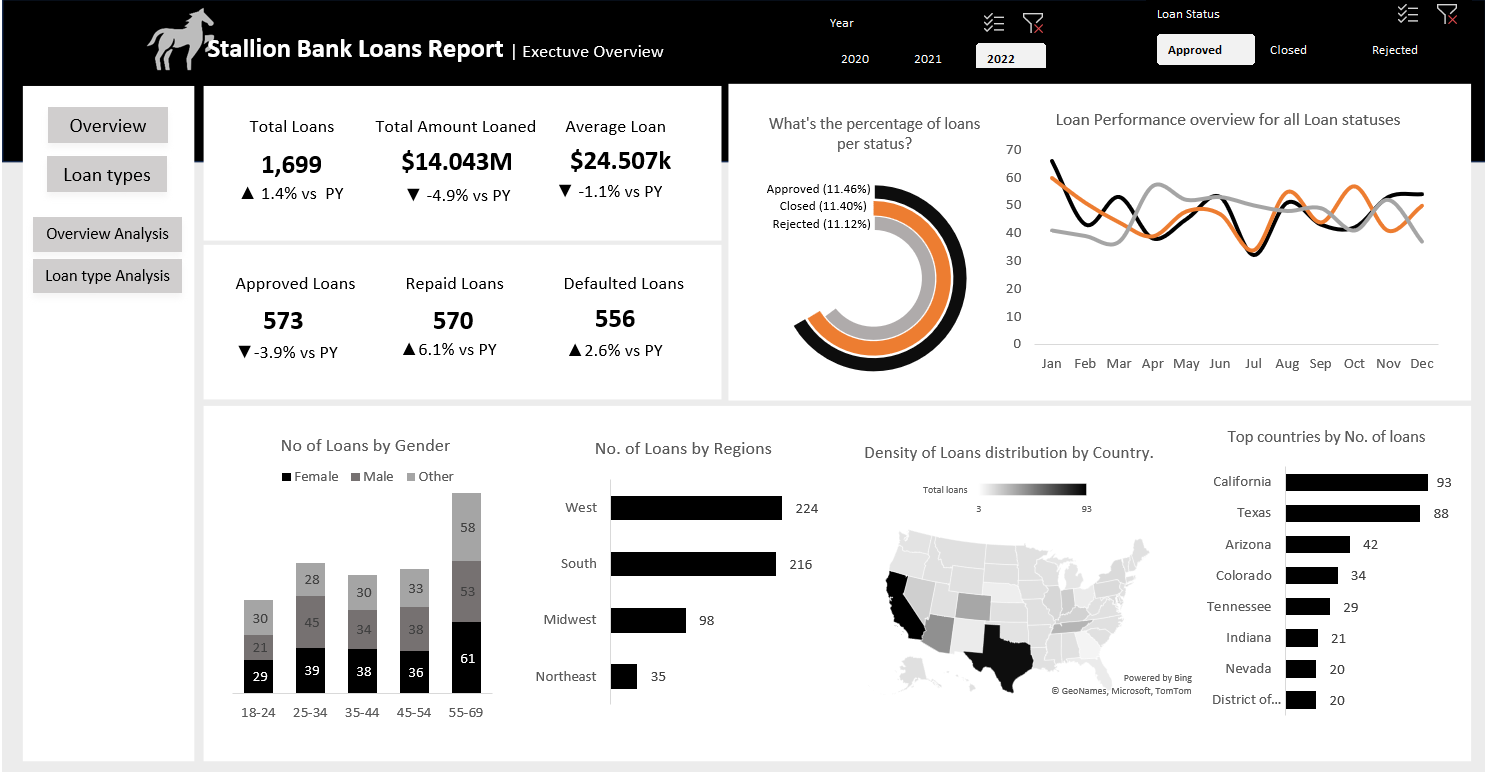 Stallion Bank Loans Report | Exectuve Overview
Year
2020
2021
2022
Loan Status
Approved
Closed
Rejected
Overview
Loan types
Overview Analysis
Loan type Analysis
Total Loans
1,699
▲ 1.4% vs PY
Total Amount Loaned
$14.043M
▼ -4.9% vs PY
Average Loan
$24.507k
▼ -1.1% vs PY
Approved Loans
573
▼-3.9% vs PY
Repaid Loans
570
▲6.1% vs PY
Defaulted Loans
556
▲2.6% vs PY
What's the percentage of loans
per status?
Approved (11.46%)
Closed (11.40%)
Rejected (11.12%)
Loan Performance overview for all Loan statuses
70
60
50
40
30
20
10
0
Jan Feb Mar Apr May Jun Jul Aug Sep Oct Nov Dec
No of Loans by Gender
Female Male Other
30
21
29
28
45
39
30
34
38
33
38
36
58
53
61
18-24 25-34 35-44 45-54 55-69
No. of Loans by Regions
West 224
South 216
Midwest 98
Northeast 35
Density of Loans distribution by Country.
Total loans
3 93
Powered by Bing
© GeoNames, Microsoft, TomTom
Top countries by No. of loans
California 93
Texas 88
Arizona 42
Colorado 34
Tennessee 29
Indiana 21
Nevada 20
District of... 20